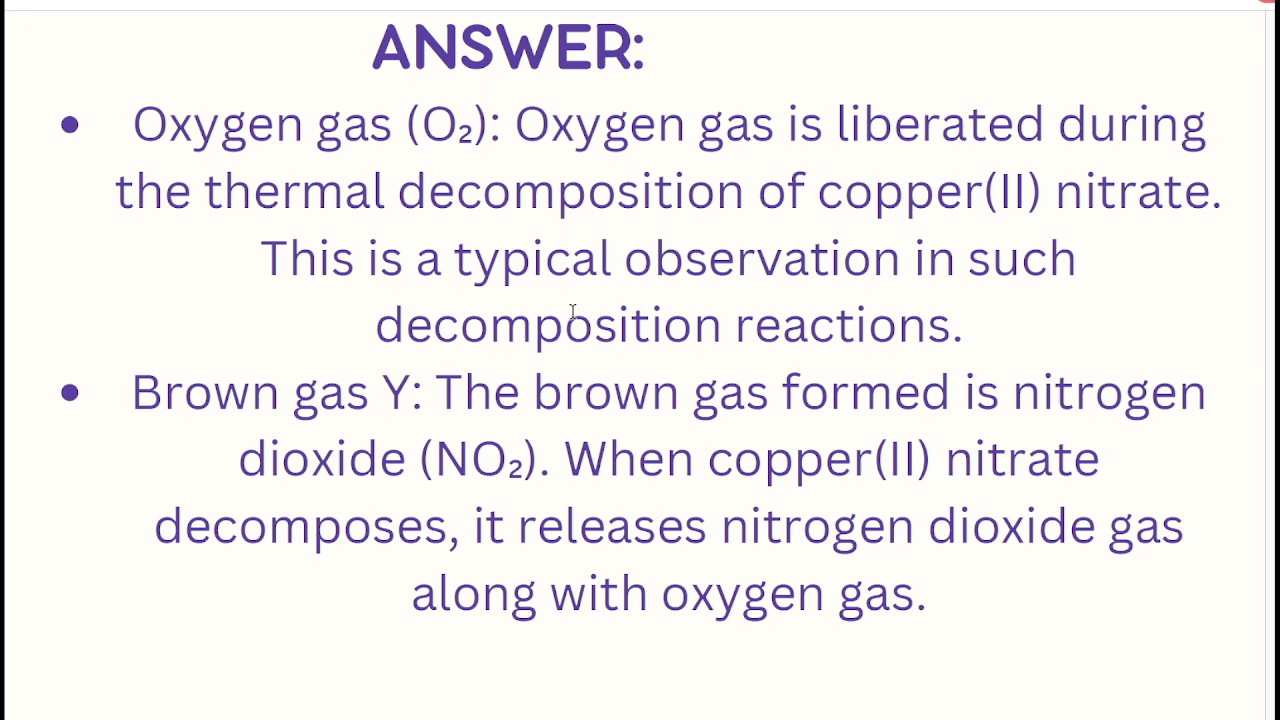 ANSWER:
• Oxygen gas (O₂): Oxygen gas is liberated during
the thermal decomposition of copper(II) nitrate.
This is a typical observation in such
decomposition reactions.
• Brown gas Y: The brown gas formed is nitrogen
dioxide (NO₂). When copper(II) nitrate
decomposes, it releases nitrogen dioxide gas
along with oxygen gas.